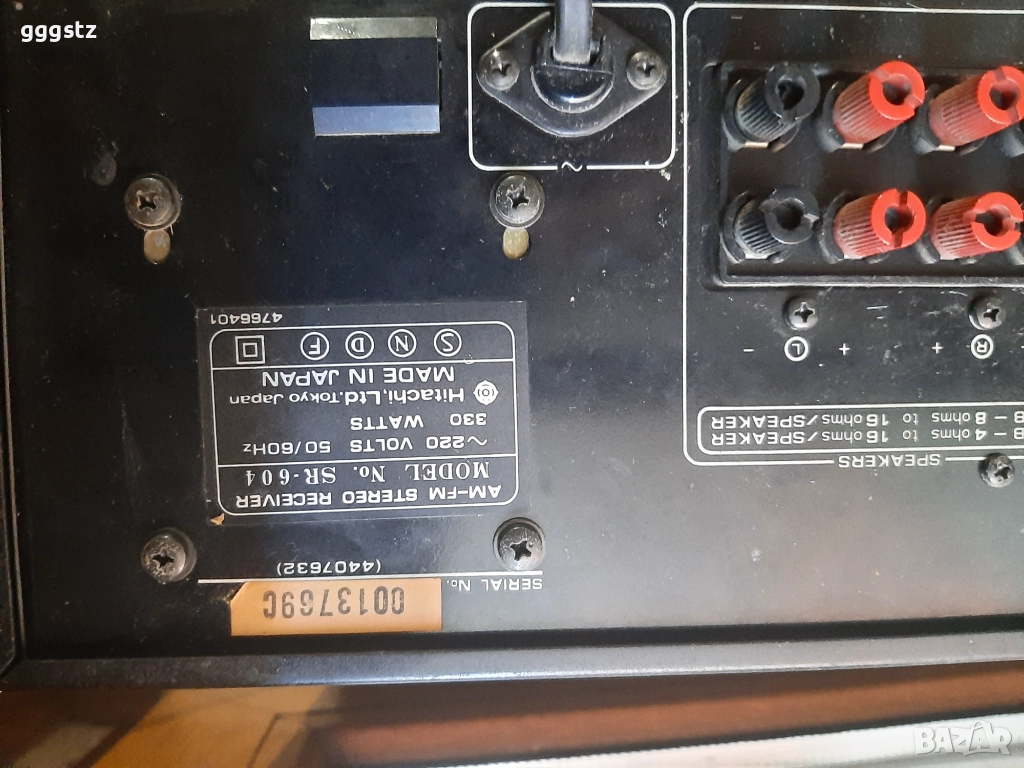 gggstz
SERIAL No.
0013769C
(4407632)
AM-FM STEREO RECEIVER
MODEL No. SR-604
~220 VOLTS 50/60Hz
330 WATTS
Hitachi,Ltd.Tokyo Japan
MADE IN JAPAN
S N D F
4766401
SPEAKERS
B - 4 ohms to 16 ohms/SPEAKER
B - 8 ohms to 16 ohms/SPEAKER
+ R + L -
~
BAZAR